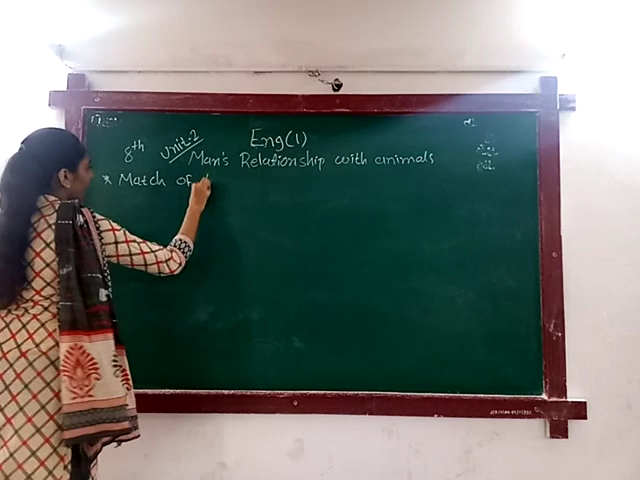 Eng(1)
8th Unit-2
Man's Relationship with animals
* Match of